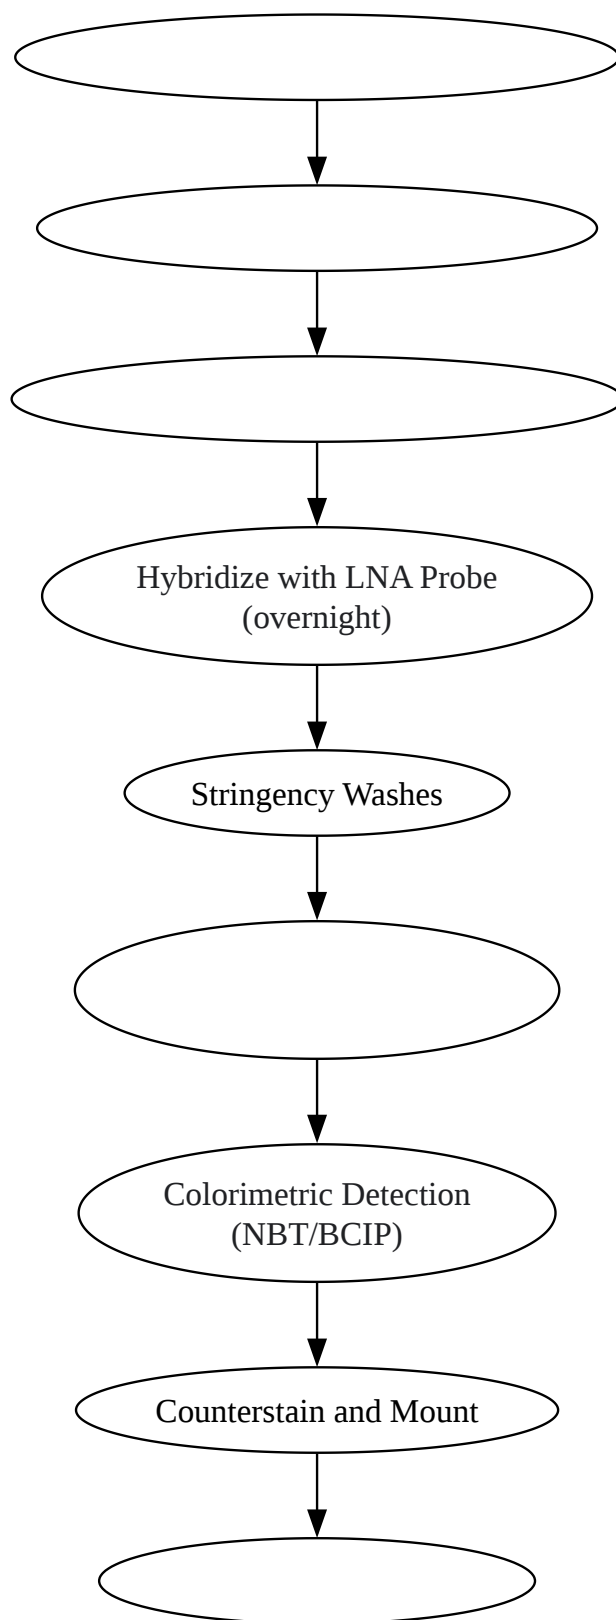 Hybridize with LNA Probe
(overnight)
Stringency Washes
Colorimetric Detection
(NBT/BCIP)
Counterstain and Mount